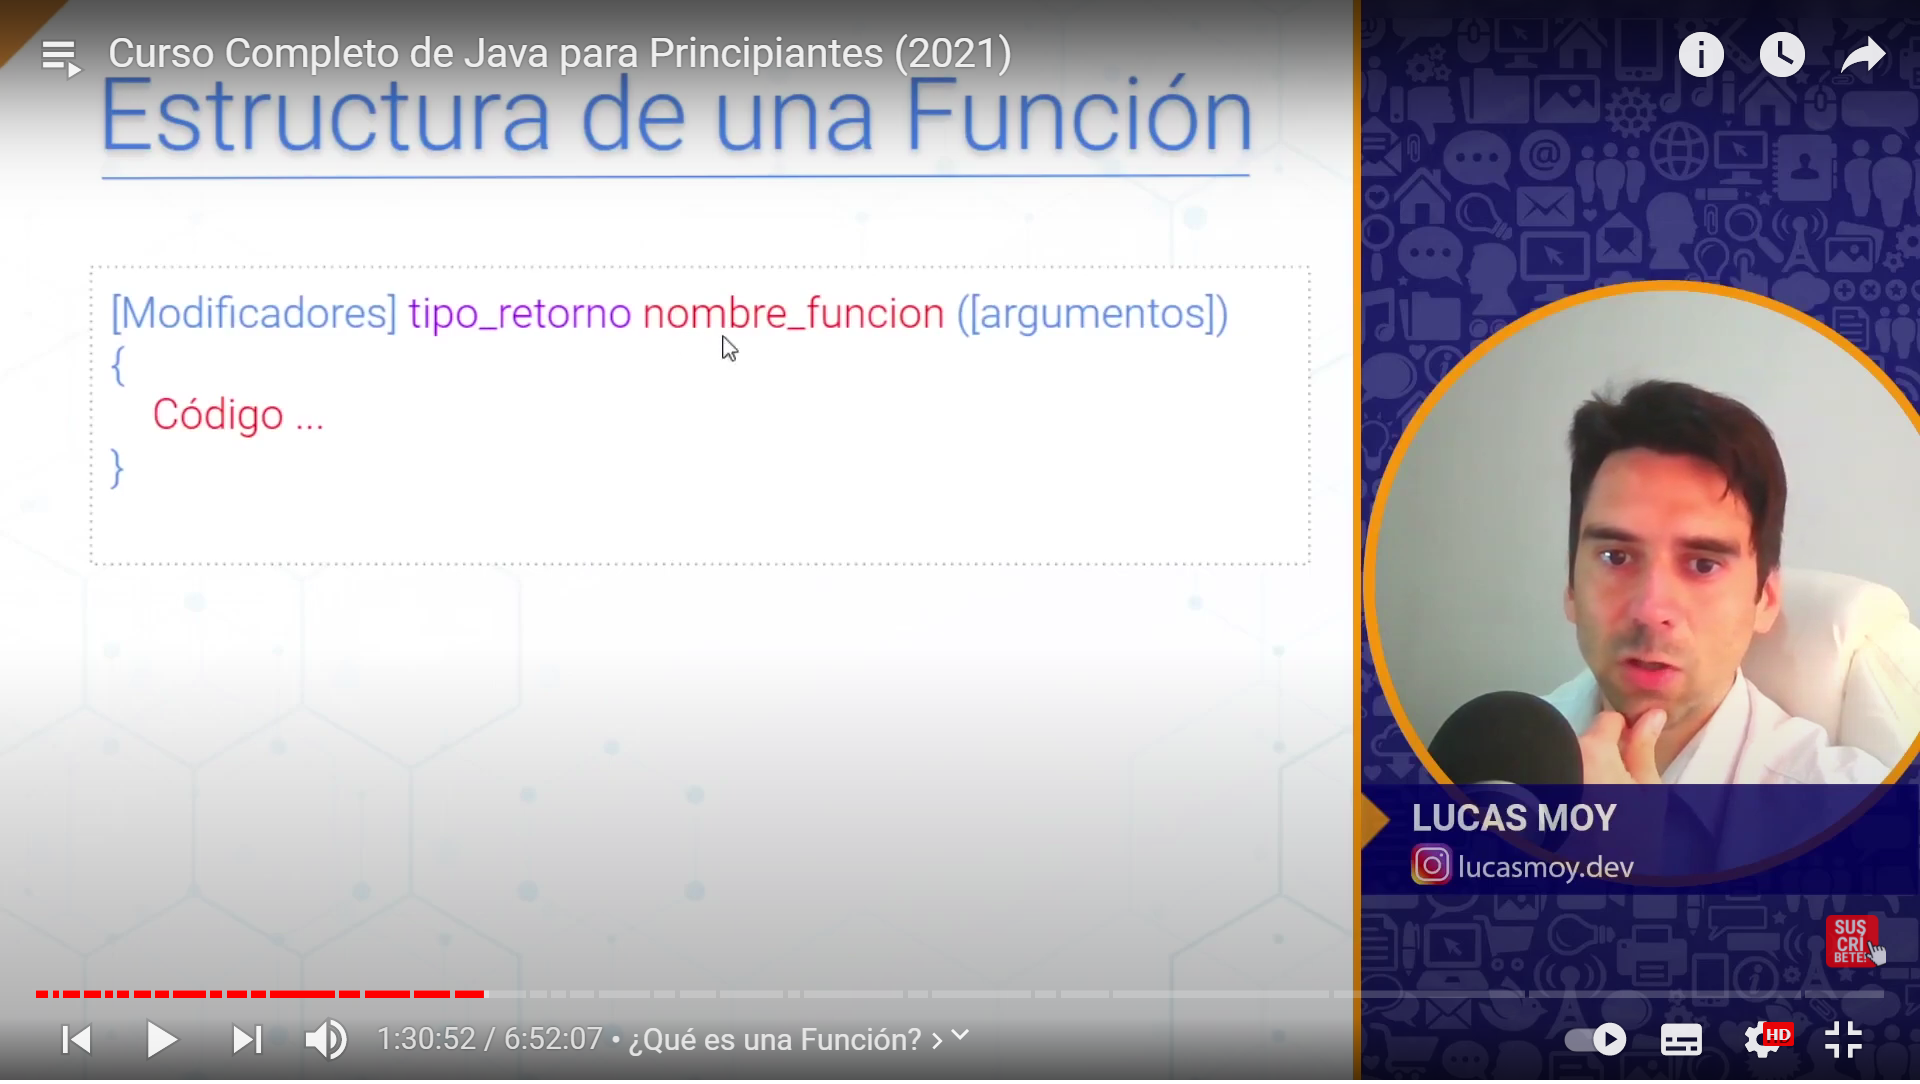 Curso Completo de Java para Principiantes (2021)
Estructura de una Función
[Modificadores] tipo_retorno nombre_funcion ([argumentos])
{
Código ...
}
LUCAS MOY
lucasmoy.dev
SUS
CRÍ
BETE!
1:30:52 / 6:52:07 • ¿Qué es una Función? ›
HD